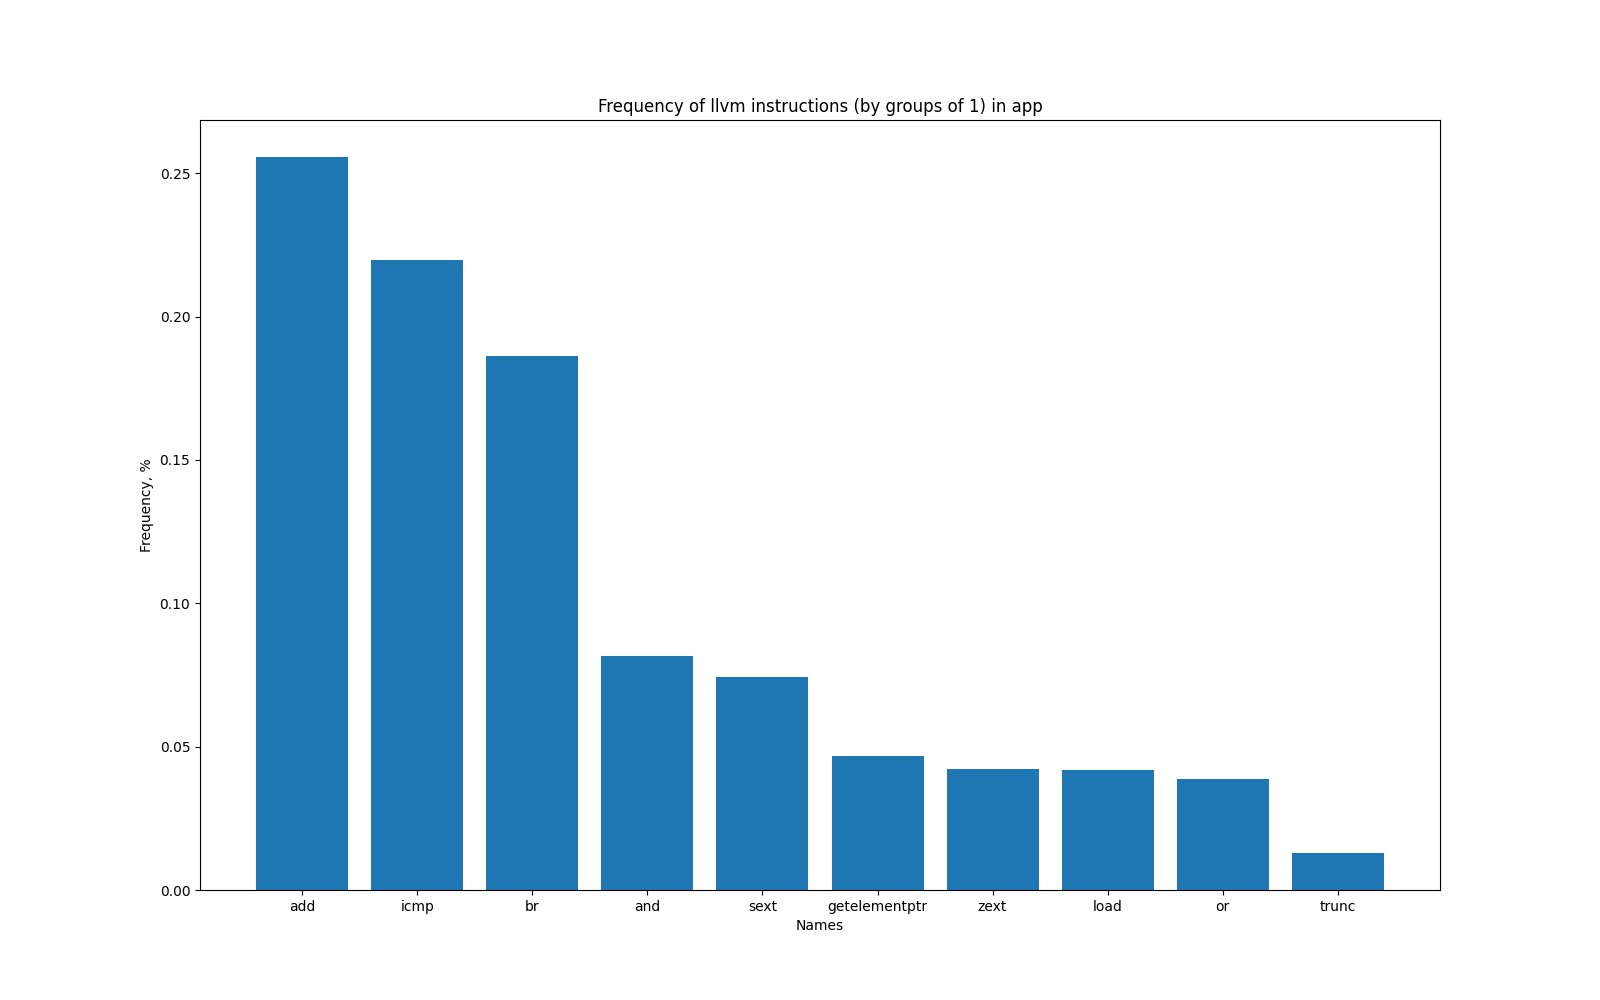 Frequency of llvm instructions (by groups of 1) in app
Frequency, %
0.25
0.20
0.15
0.10
0.05
0.00
add icmp br and sext getelementptr zext load or trunc
Names